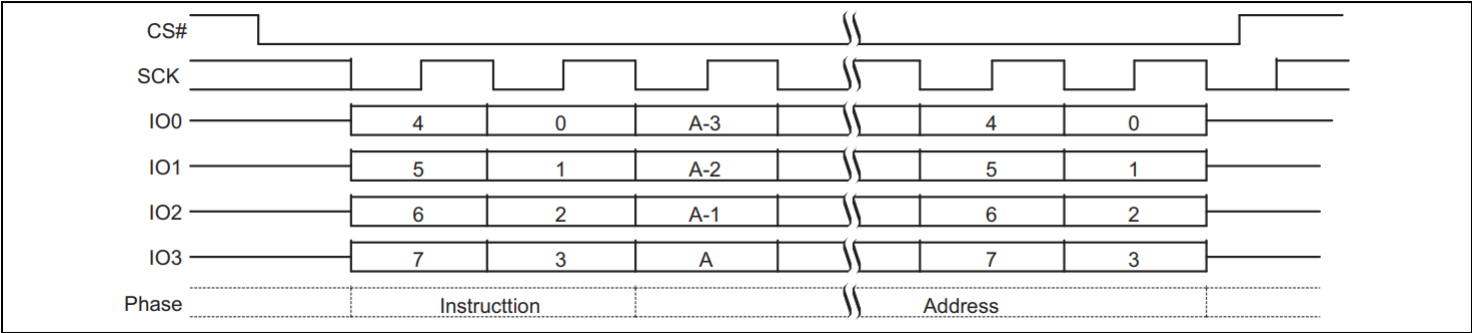 CS#
SCK
IO0 4 0 A-3 4 0
IO1 5 1 A-2 5 1
IO2 6 2 A-1 6 2
IO3 7 3 A 7 3
Phase Instructtion Address